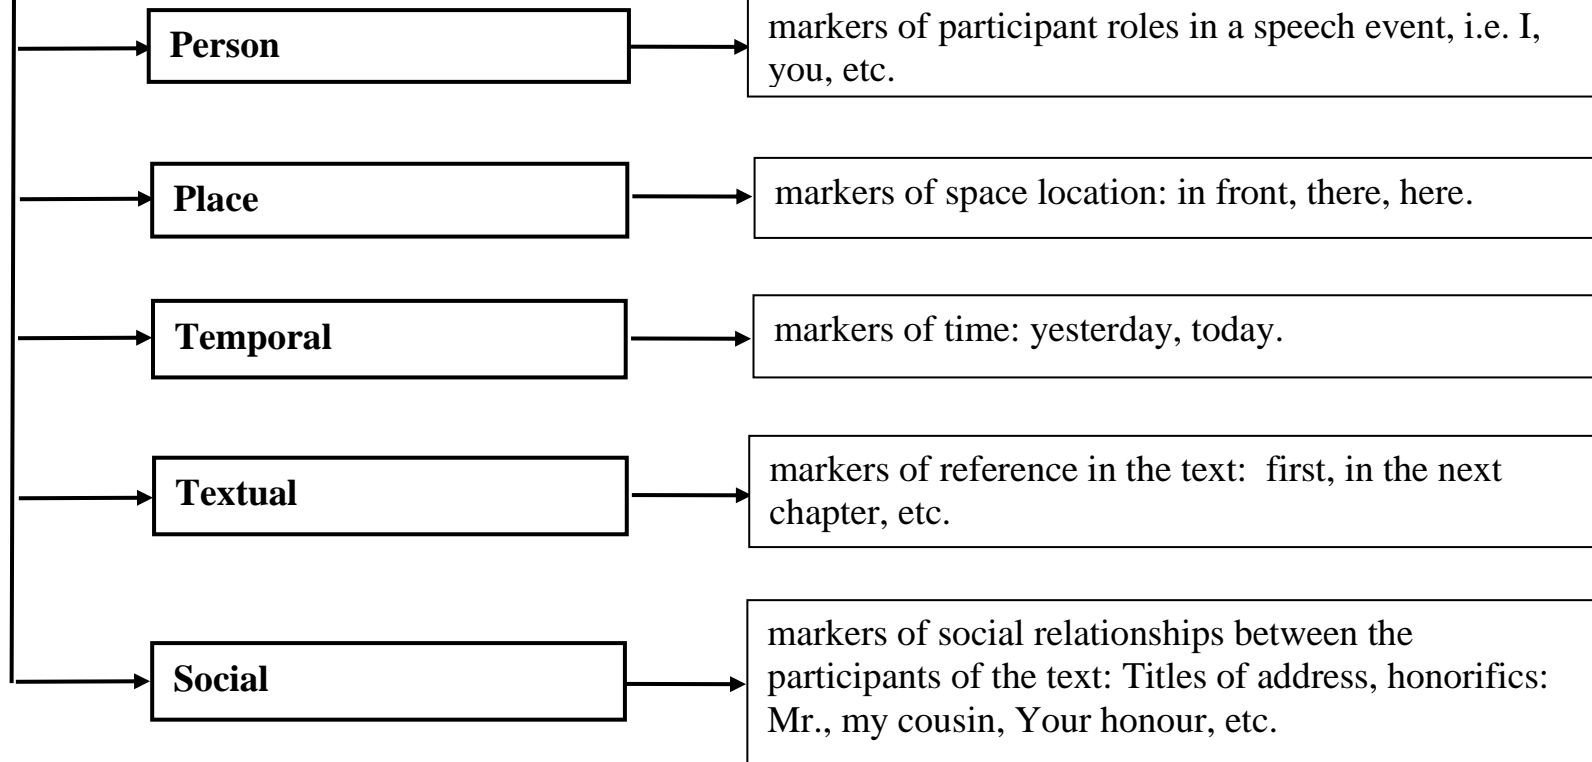 Person
markers of participant roles in a speech event, i.e. I,
you, etc.
Place
markers of space location: in front, there, here.
Temporal
markers of time: yesterday, today.
Textual
markers of reference in the text:  first, in the next
chapter, etc.
Social
markers of social relationships between the
participants of the text: Titles of address, honorifics:
Mr., my cousin, Your honour, etc.